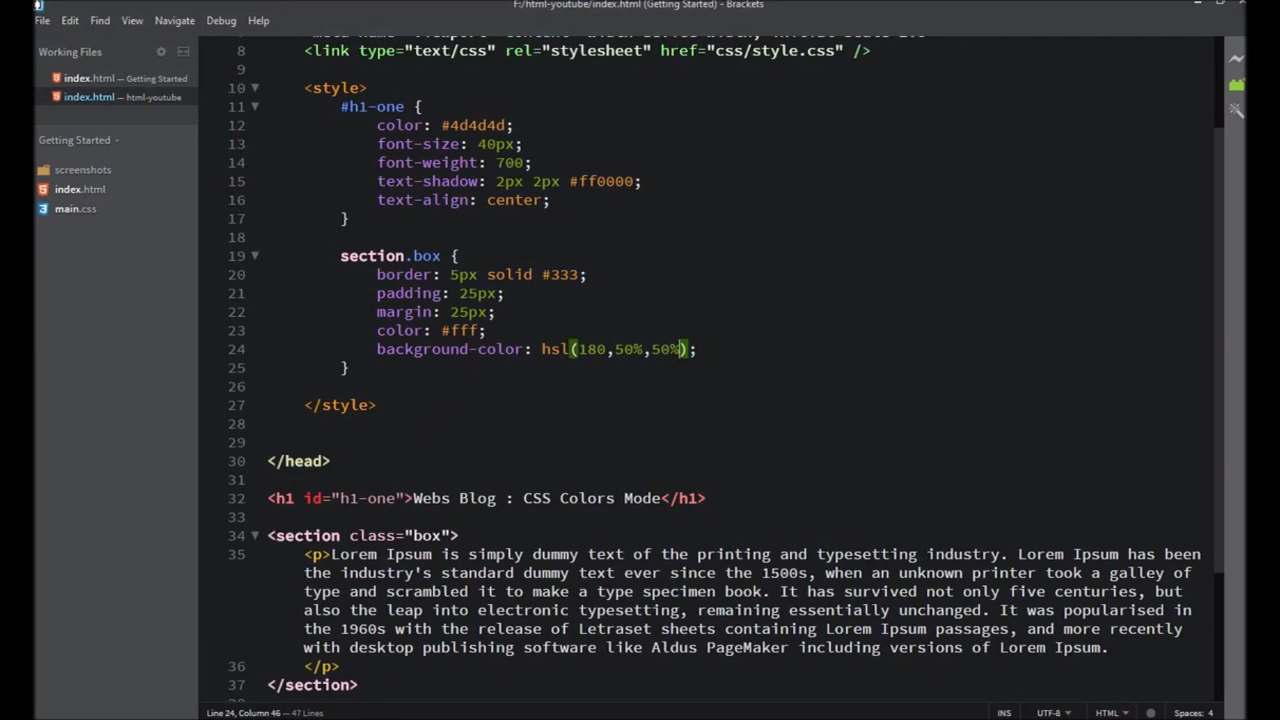 F:/html-youtube/index.html (Getting Started) - Brackets
File Edit Find View Navigate Debug Help
Working Files
index.html — Getting Started
index.html — html-youtube
Getting Started
screenshots
index.html
main.css
8 <link type="text/css" rel="stylesheet" href="css/style.css" />
9
10 <style>
11 #h1-one {
12 color: #4d4d4d;
13 font-size: 40px;
14 font-weight: 700;
15 text-shadow: 2px 2px #ff0000;
16 text-align: center;
17 }
18
19 section.box {
20 border: 5px solid #333;
21 padding: 25px;
22 margin: 25px;
23 color: #fff;
24 background-color: hsl(180,50%,50%);
25 }
26
27 </style>
28
29
30 </head>
31
32 <h1 id="h1-one">Webs Blog : CSS Colors Mode</h1>
33
34 <section class="box">
35 <p>Lorem Ipsum is simply dummy text of the printing and typesetting industry. Lorem Ipsum has been
the industry's standard dummy text ever since the 1500s, when an unknown printer took a galley of
type and scrambled it to make a type specimen book. It has survived not only five centuries, but
also the leap into electronic typesetting, remaining essentially unchanged. It was popularised in
the 1960s with the release of Letraset sheets containing Lorem Ipsum passages, and more recently
with desktop publishing software like Aldus PageMaker including versions of Lorem Ipsum.
36 </p>
37 </section>
Line 24, Column 46 — 47 Lines
INS UTF-8 HTML Spaces: 4